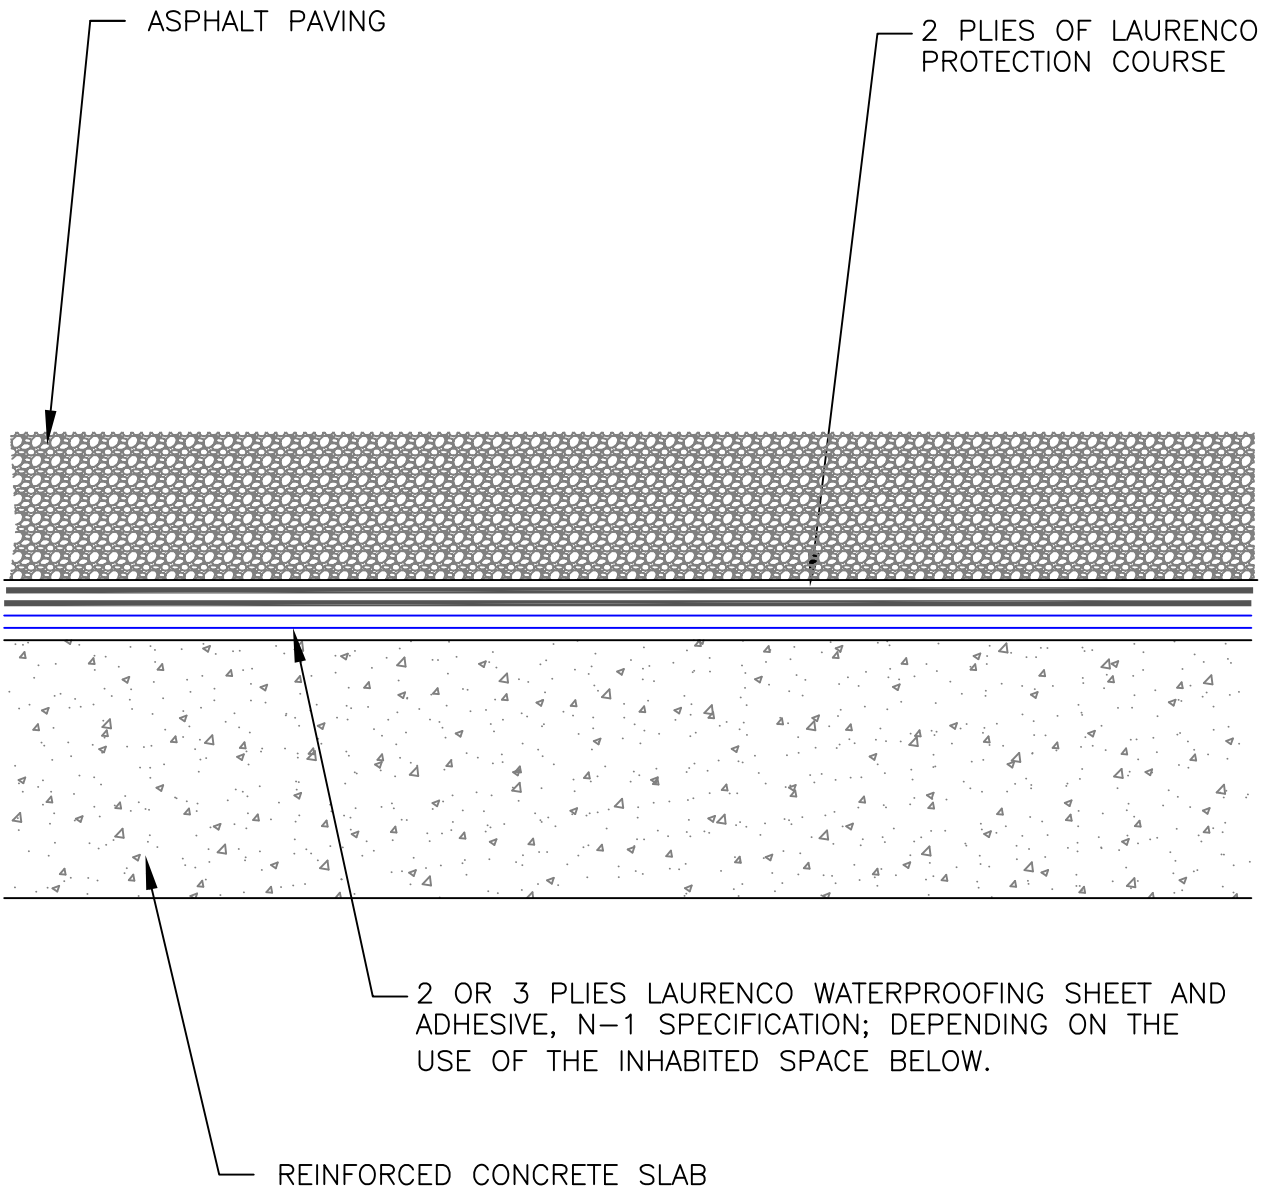 ASPHALT PAVING
2 PLIES OF LAURENCO
PROTECTION COURSE
2 OR 3 PLIES LAURENCO WATERPROOFING SHEET AND
ADHESIVE, N-1 SPECIFICATION; DEPENDING ON THE
USE OF THE INHABITED SPACE BELOW.
REINFORCED CONCRETE SLAB